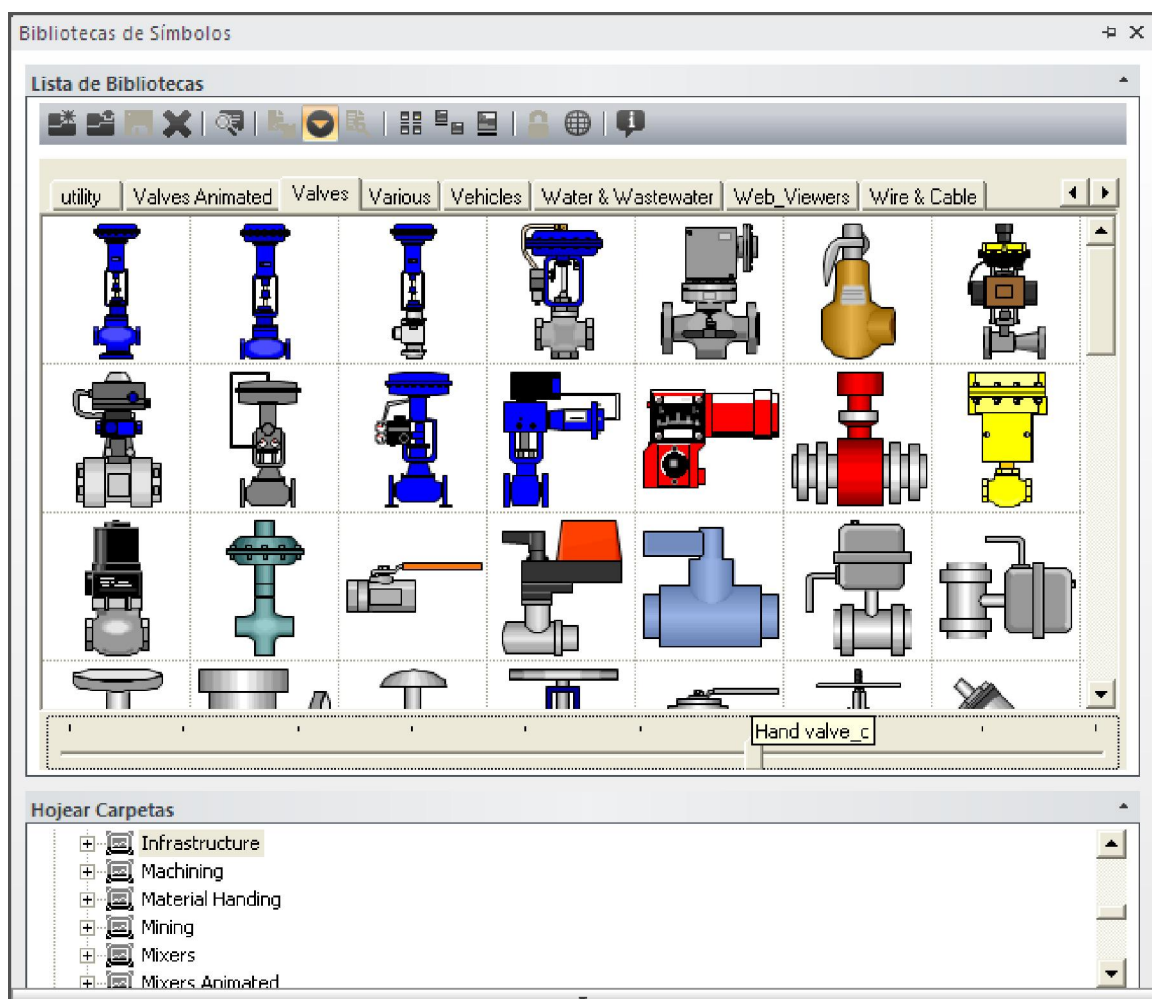 Bibliotecas de Símbolos
Lista de Bibliotecas
utility Valves Animated Valves Various Vehicles Water & Wastewater Web_Viewers Wire & Cable
Hand valve_c
Hojear Carpetas
Infrastructure
Machining
Material Handing
Mining
Mixers
Mixers Animated